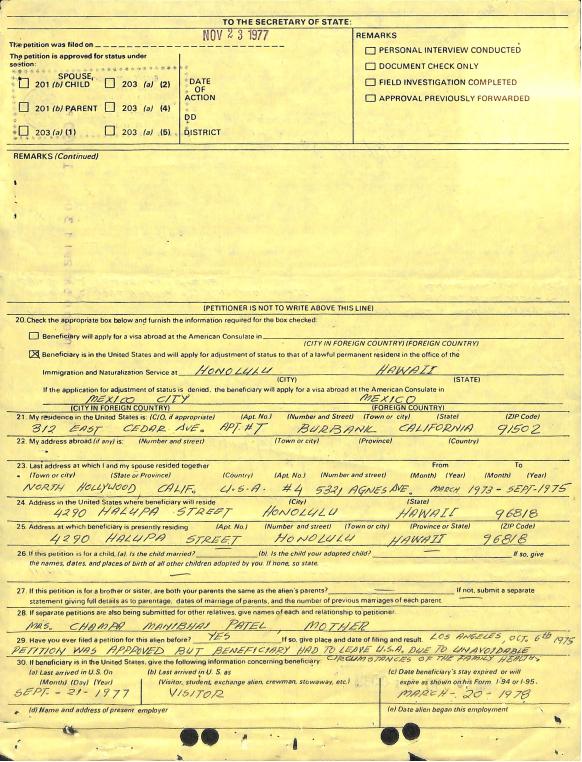 TO THE SECRETARY OF STATE:
The petition was filed on NOV 23 1977
REMARKS
PERSONAL INTERVIEW CONDUCTED
DOCUMENT CHECK ONLY
FIELD INVESTIGATION COMPLETED
APPROVAL PREVIOUSLY FORWARDED
The petition is approved for status under
section:
SPOUSE,
201 (b) CHILD 203 (a) (2)
201 (b) PARENT 203 (a) (4)
203 (a) (1) 203 (a) (5)
DATE
OF
ACTION
DD
DISTRICT
REMARKS (Continued)
(PETITIONER IS NOT TO WRITE ABOVE THIS LINE)
20. Check the appropriate box below and furnish the information required for the box checked:
Beneficiary will apply for a visa abroad at the American Consulate in
(CITY IN FOREIGN COUNTRY) (FOREIGN COUNTRY)
X Beneficiary is in the United States and will apply for adjustment of status to that of a lawful permanent resident in the office of the
Immigration and Naturalization Service at HONOLULU HAWAII
(CITY) (STATE)
If the application for adjustment of status is denied, the beneficiary will apply for a visa abroad at the American Consulate in
MEXICO CITY MEXICO
(CITY IN FOREIGN COUNTRY) (FOREIGN COUNTRY)
21. My residence in the United States is: (C/O, if appropriate) (Apt. No.) (Number and Street) (Town or city) (State) (ZIP Code)
312 EAST CEDAR AVE. APT. #T BURBANK CALIFORNIA 91502
22. My address abroad (if any) is: (Number and street) (Town or city) (Province) (Country)
23. Last address at which I and my spouse resided together From To
(Town or city) (State or Province) (Country) (Apt. No.) (Number and street) (Month) (Year) (Month) (Year)
NORTH HOLLYWOOD CALIF. U.S.A. #4 5321 AGNES AVE. MARCH 1973 - SEPT-1975
24. Address in the United States where beneficiary will reside (City) (State)
4290 HALUPA STREET HONOLULU HAWAII 96818
25. Address at which beneficiary is presently residing (Apt. No.) (Number and street) (Town or city) (Province or State) (ZIP Code)
4290 HALUPA STREET HONOLULU HAWAII 96818
26. If this petition is for a child, (a). Is the child married? (b). Is the child your adopted child? If so, give
the names, dates, and places of birth of all other children adopted by you. If none, so state.
27. If this petition is for a brother or sister, are both your parents the same as the alien's parents? If not, submit a separate
statement giving full details as to parentage, dates of marriage of parents, and the number of previous marriages of each parent.
28. If separate petitions are also being submitted for other relatives, give names of each and relationship to petitioner.
MRS. CHAMPA MANIBHAI PATEL MOTHER
29. Have you ever filed a petition for this alien before? YES If so, give place and date of filing and result. LOS ANGELES, OCT. 6th 1975
PETITION WAS APPROVED BUT BENEFICIARY HAD TO LEAVE U.S.A. DUE TO UNAVOIDABLE
CIRCUMSTANCES OF THE FAMILY HEALTH.
30. If beneficiary is in the United States, give the following information concerning beneficiary:
(a) Last arrived in U.S. On (b) Last arrived in U.S. as (c) Date beneficiary's stay expired or will
(Month) (Day) (Year) (Visitor, student, exchange alien, crewman, stowaway, etc.) expire as shown on his Form I-94 or I-95.
SEPT - 21 - 1977 VISITOR MARCH - 20 - 1978
(d) Name and address of present employer (e) Date alien began this employment